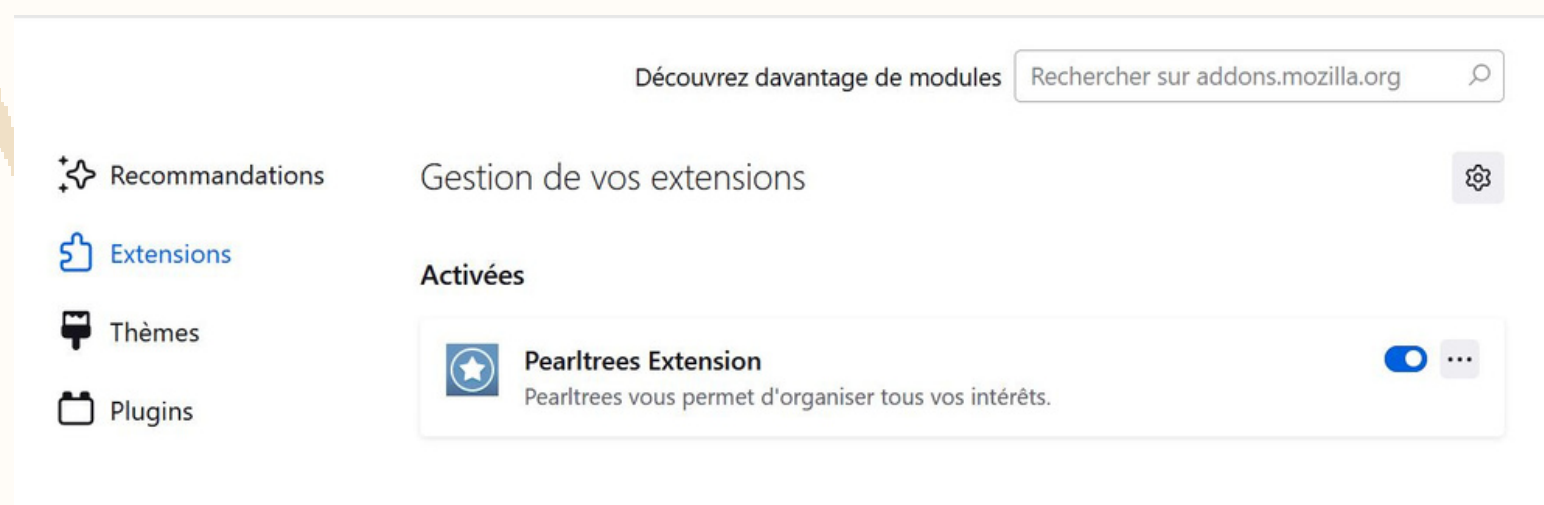 Découvrez davantage de modules Rechercher sur addons.mozilla.org
Recommandations
Extensions
Thèmes
Plugins
Gestion de vos extensions
Activées
Pearltrees Extension
Pearltrees vous permet d'organiser tous vos intérêts.